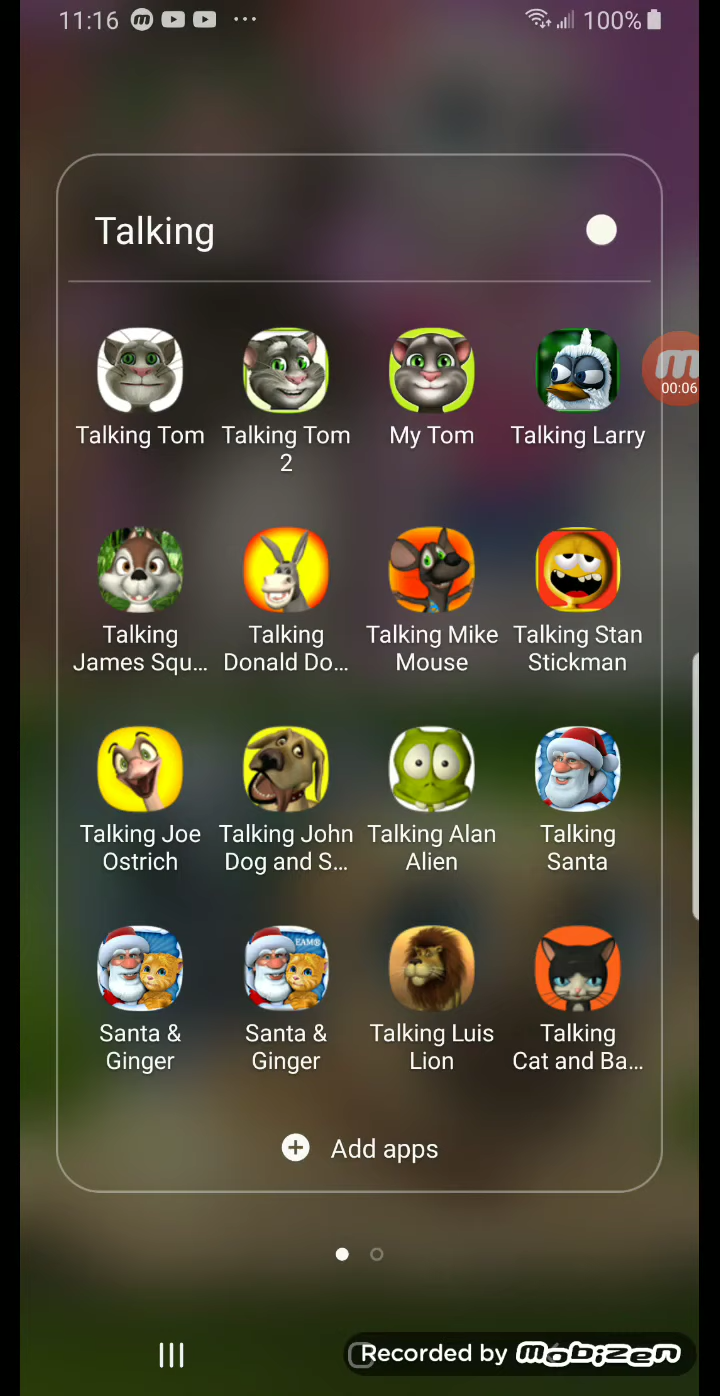 11:16
100%
Talking
00:06
Talking Tom
Talking Tom
2
My Tom
Talking Larry
Talking
James Squ...
Talking
Donald Do...
Talking Mike
Mouse
Talking Stan
Stickman
Talking Joe
Ostrich
Talking John
Dog and S...
Talking Alan
Alien
Talking
Santa
EAM®
Santa &
Ginger
Santa &
Ginger
Talking Luis
Lion
Talking
Cat and Ba...
Add apps
Recorded by mobizen